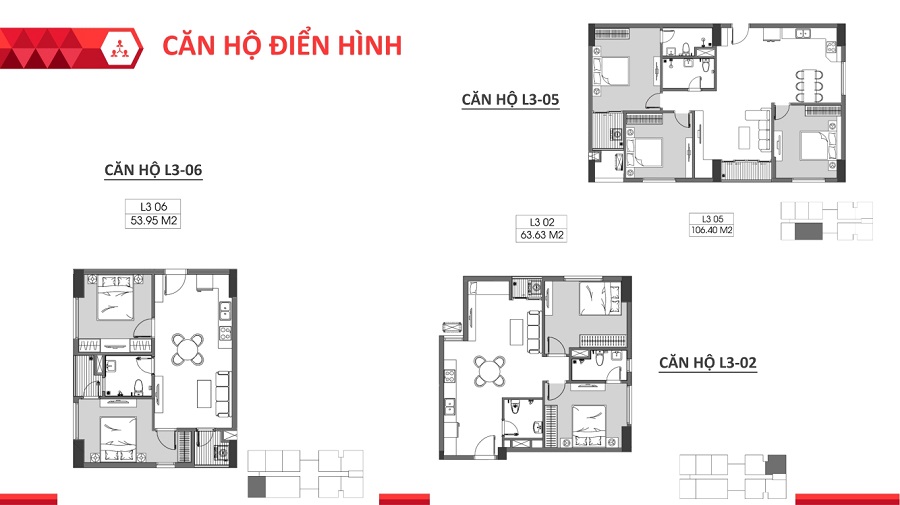 CĂN HỘ ĐIỂN HÌNH
CĂN HỘ L3-05
CĂN HỘ L3-06
L3 06
53.95 M2
L3 02
63.63 M2
L3 05
106.40 M2
CĂN HỘ L3-02